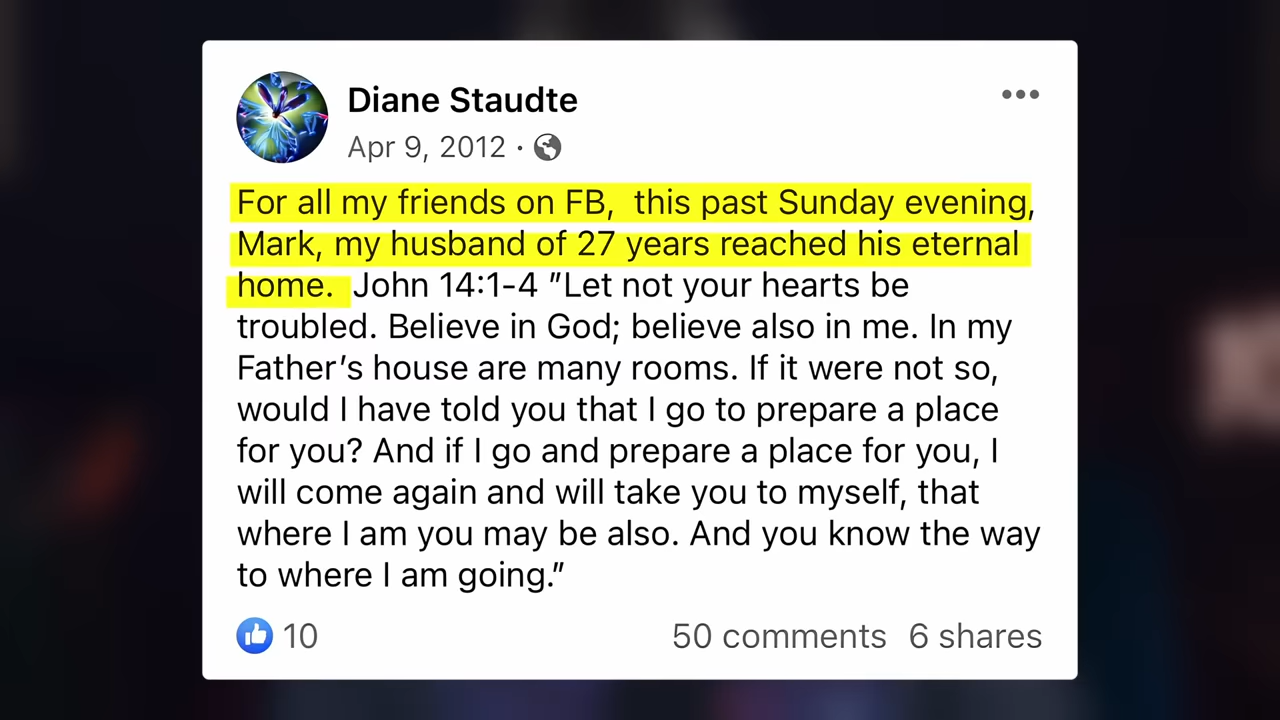 Diane Staudte
Apr 9, 2012 ·
For all my friends on FB,  this past Sunday evening,
Mark, my husband of 27 years reached his eternal
home.  John 14:1-4 "Let not your hearts be
troubled. Believe in God; believe also in me. In my
Father's house are many rooms. If it were not so,
would I have told you that I go to prepare a place
for you? And if I go and prepare a place for you, I
will come again and will take you to myself, that
where I am you may be also. And you know the way
to where I am going."
10 50 comments 6 shares